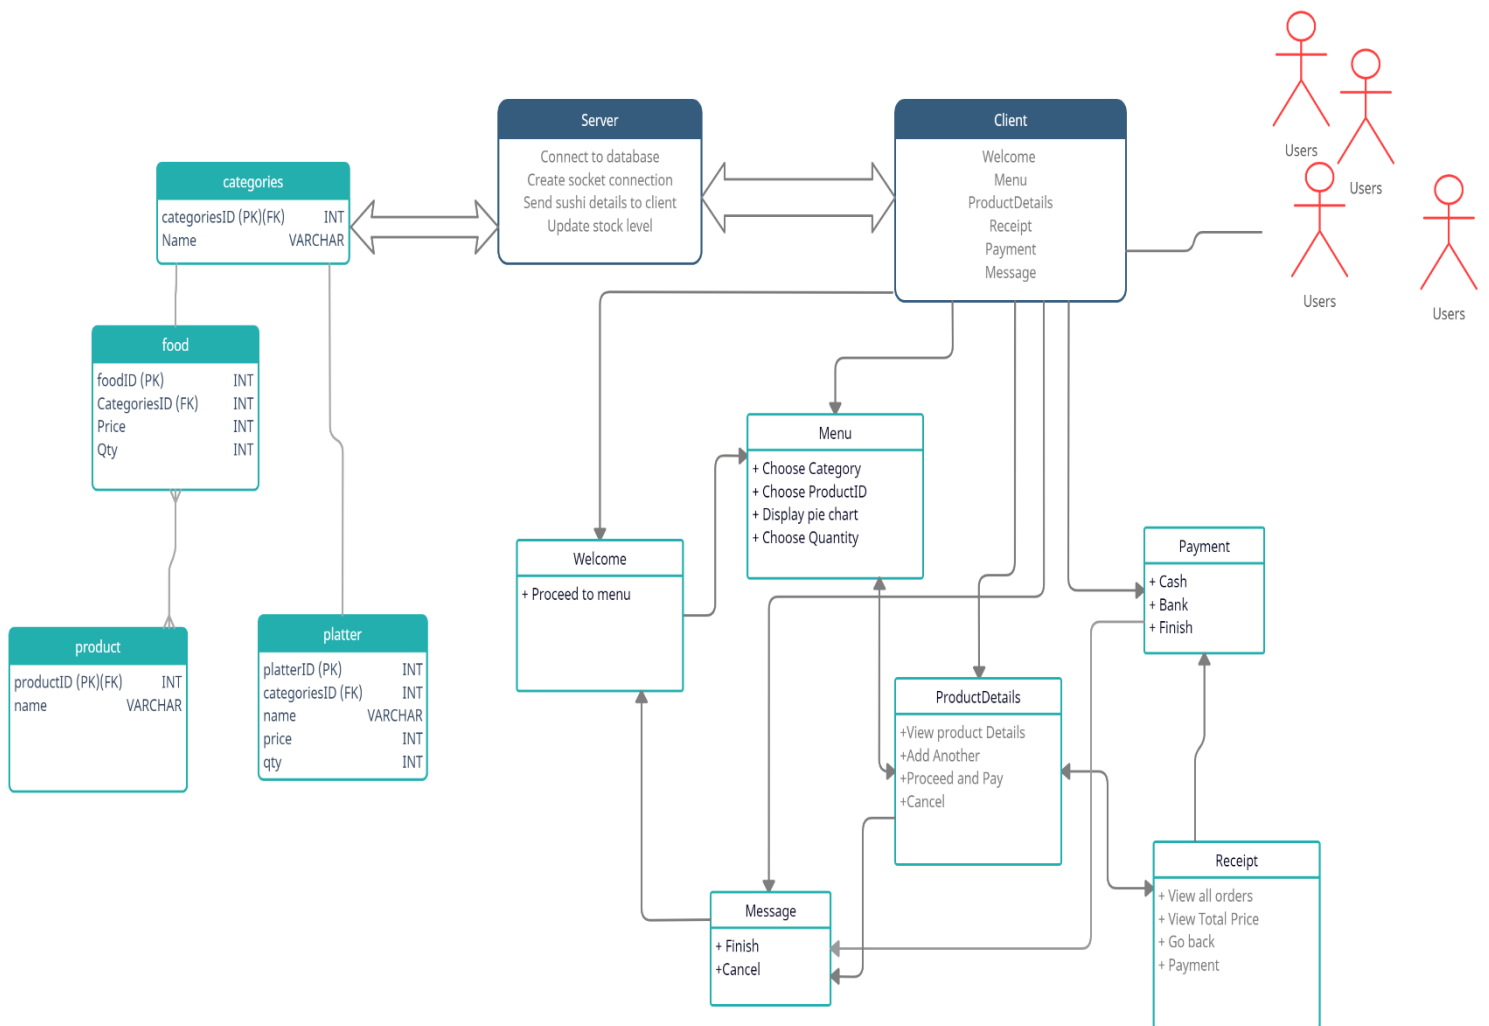 Users
Users
Users
Users
Server
Connect to database
Create socket connection
Send sushi details to client
Update stock level
Client
Welcome
Menu
ProductDetails
Receipt
Payment
Message
categories
categoriesID (PK)(FK) INT
Name VARCHAR
food
foodID (PK) INT
CategoriesID (FK) INT
Price INT
Qty INT
product
productID (PK)(FK) INT
name VARCHAR
platter
platterID (PK) INT
categoriesID (FK) INT
name VARCHAR
price INT
qty INT
Menu
+ Choose Category
+ Choose ProductID
+ Display pie chart
+ Choose Quantity
Welcome
+ Proceed to menu
Payment
+ Cash
+ Bank
+ Finish
ProductDetails
+View product Details
+Add Another
+Proceed and Pay
+Cancel
Receipt
+ View all orders
+ View Total Price
+ Go back
+ Payment
Message
+ Finish
+Cancel